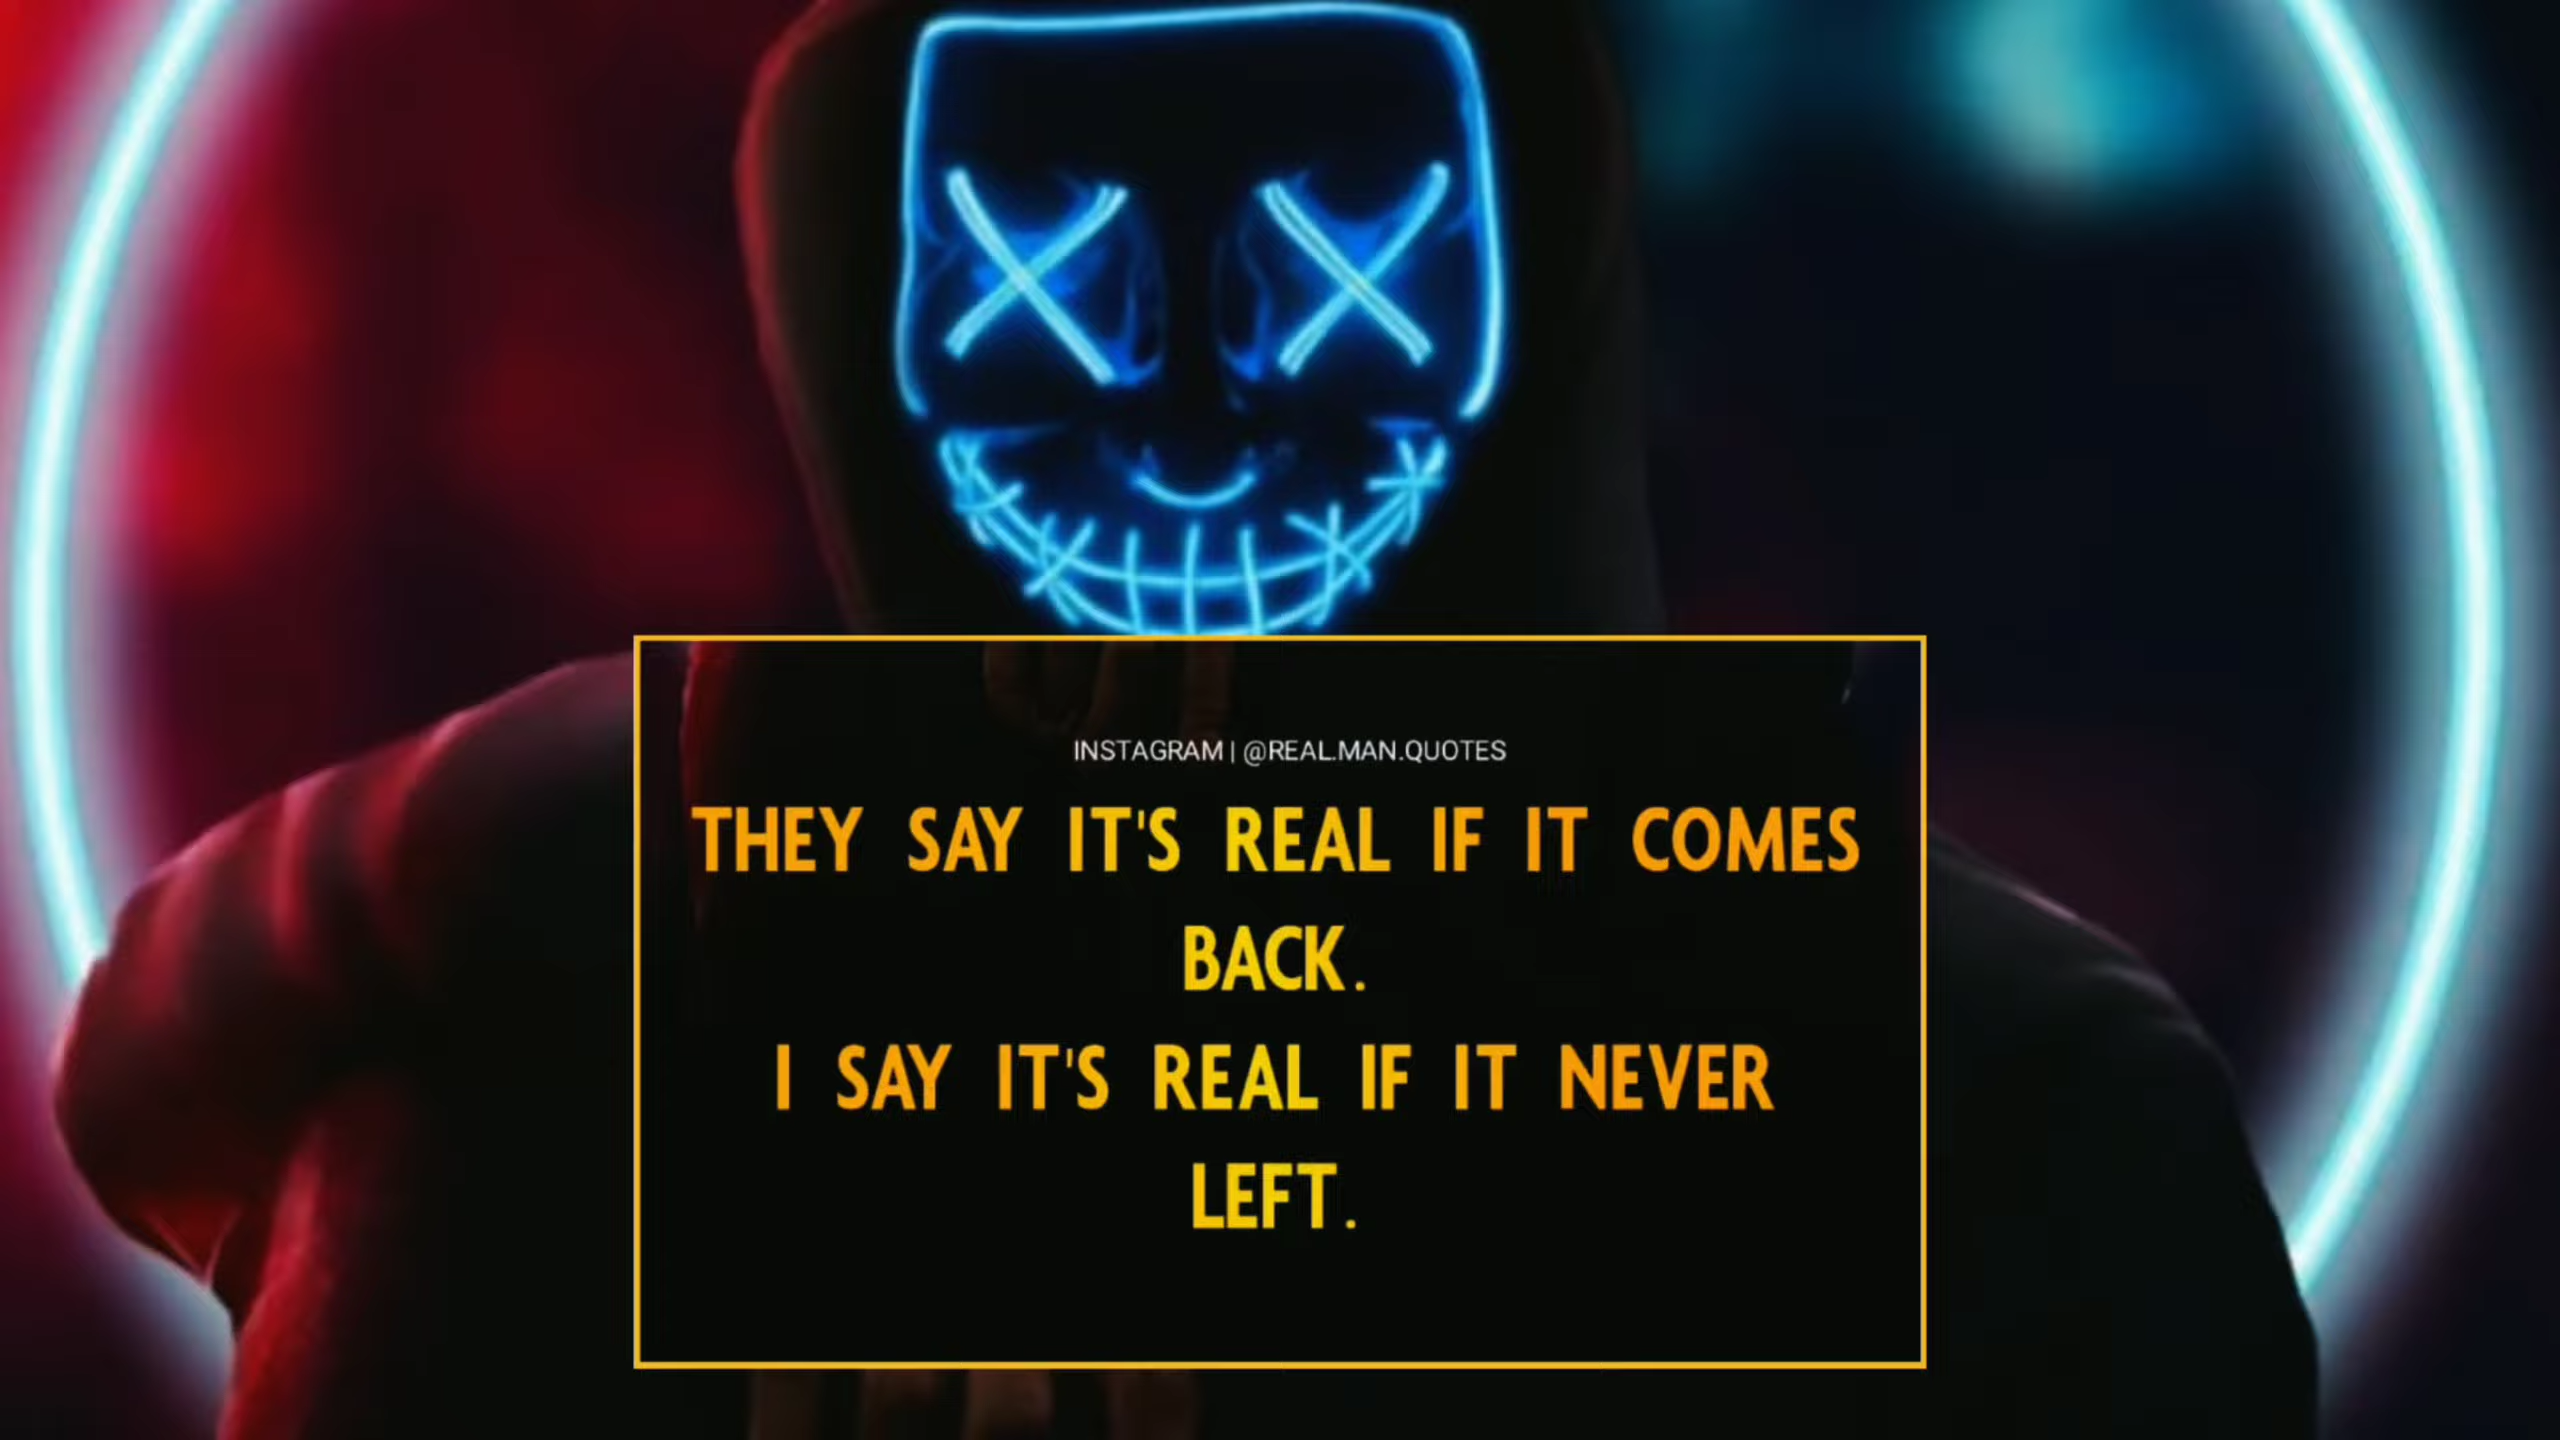 INSTAGRAM | @REAL.MAN.QUOTES
THEY SAY IT'S REAL IF IT COMES
BACK.
I SAY IT'S REAL IF IT NEVER
LEFT.